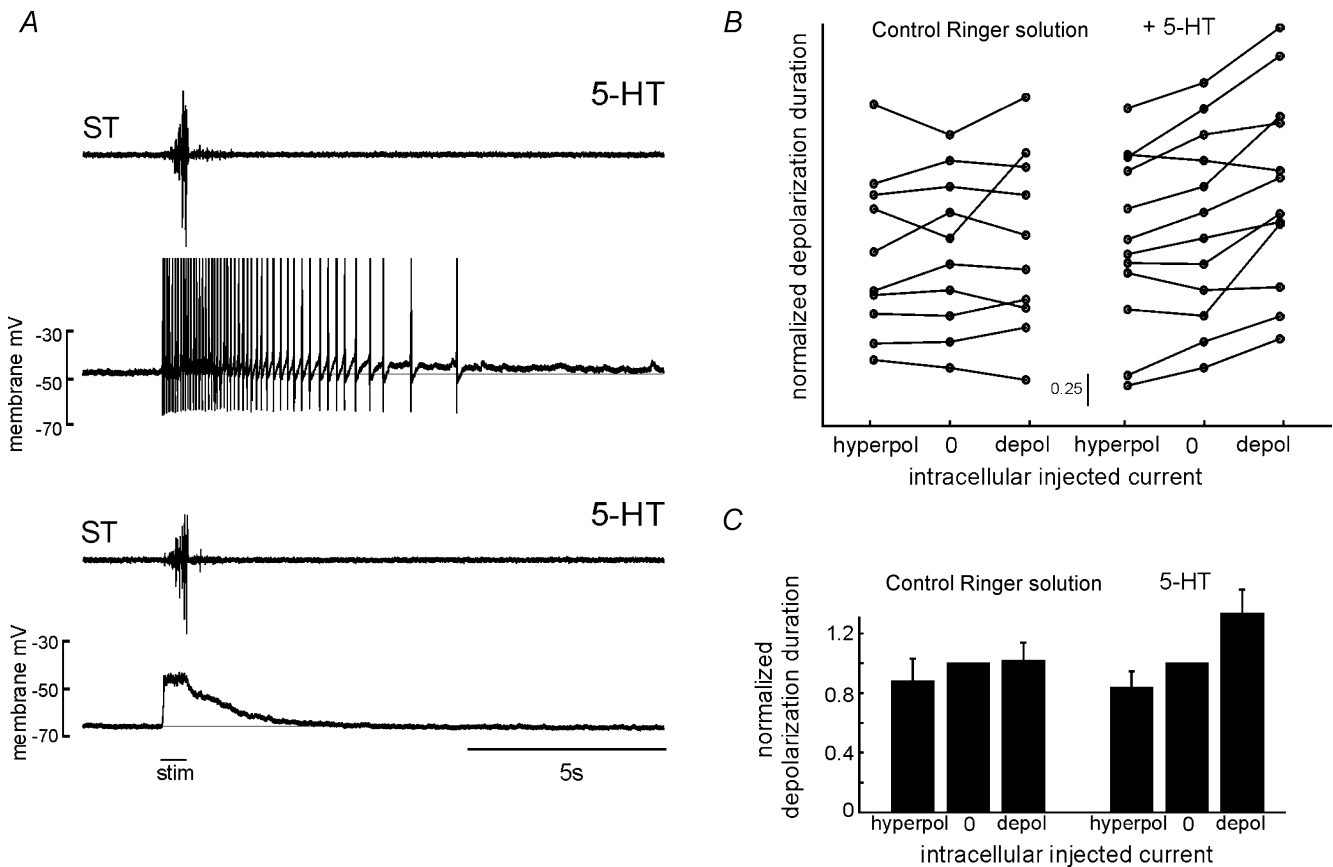 A
5-HT
ST
-30
-50
-70
membrane mV
5-HT
ST
-30
-50
-70
membrane mV
stim
5s
B
Control Ringer solution
+ 5-HT
normalized depolarization duration
0.25
hyperpol 0 depol hyperpol 0 depol
intracellular injected current
C
Control Ringer solution
5-HT
normalized
depolarization duration
1.2
0.8
0.4
0
hyperpol 0 depol hyperpol 0 depol
intracellular injected current